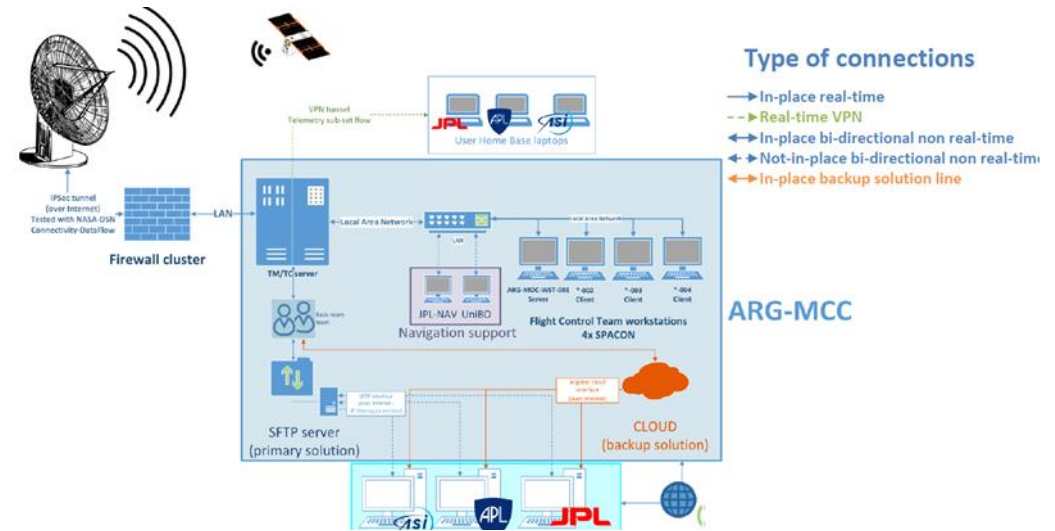 Type of connections
In-place real-time
Real-time VPN
In-place bi-directional non real-time
Not-in-place bi-directional non real-time
In-place backup solution line
VPN tunnel
Telemetry sub-set flow
JPL
APL
asi
User Home Base laptops
IPSec tunnel
(over Internet)
Tested with NASA-DSN
Connectivity-DataFlow
LAN
Firewall cluster
TM/TC server
Local Area Network
LAN
Local Area Network
ARG-MOC-WST-001
Server
*-002
Client
*-003
Client
*-004
Client
JPL-NAV UniBO
Navigation support
Flight Control Team workstations
4x SPACON
ARG-MCC
team
SFTP server
(primary solution)
CLOUD
(backup solution)
asi
APL
JPL